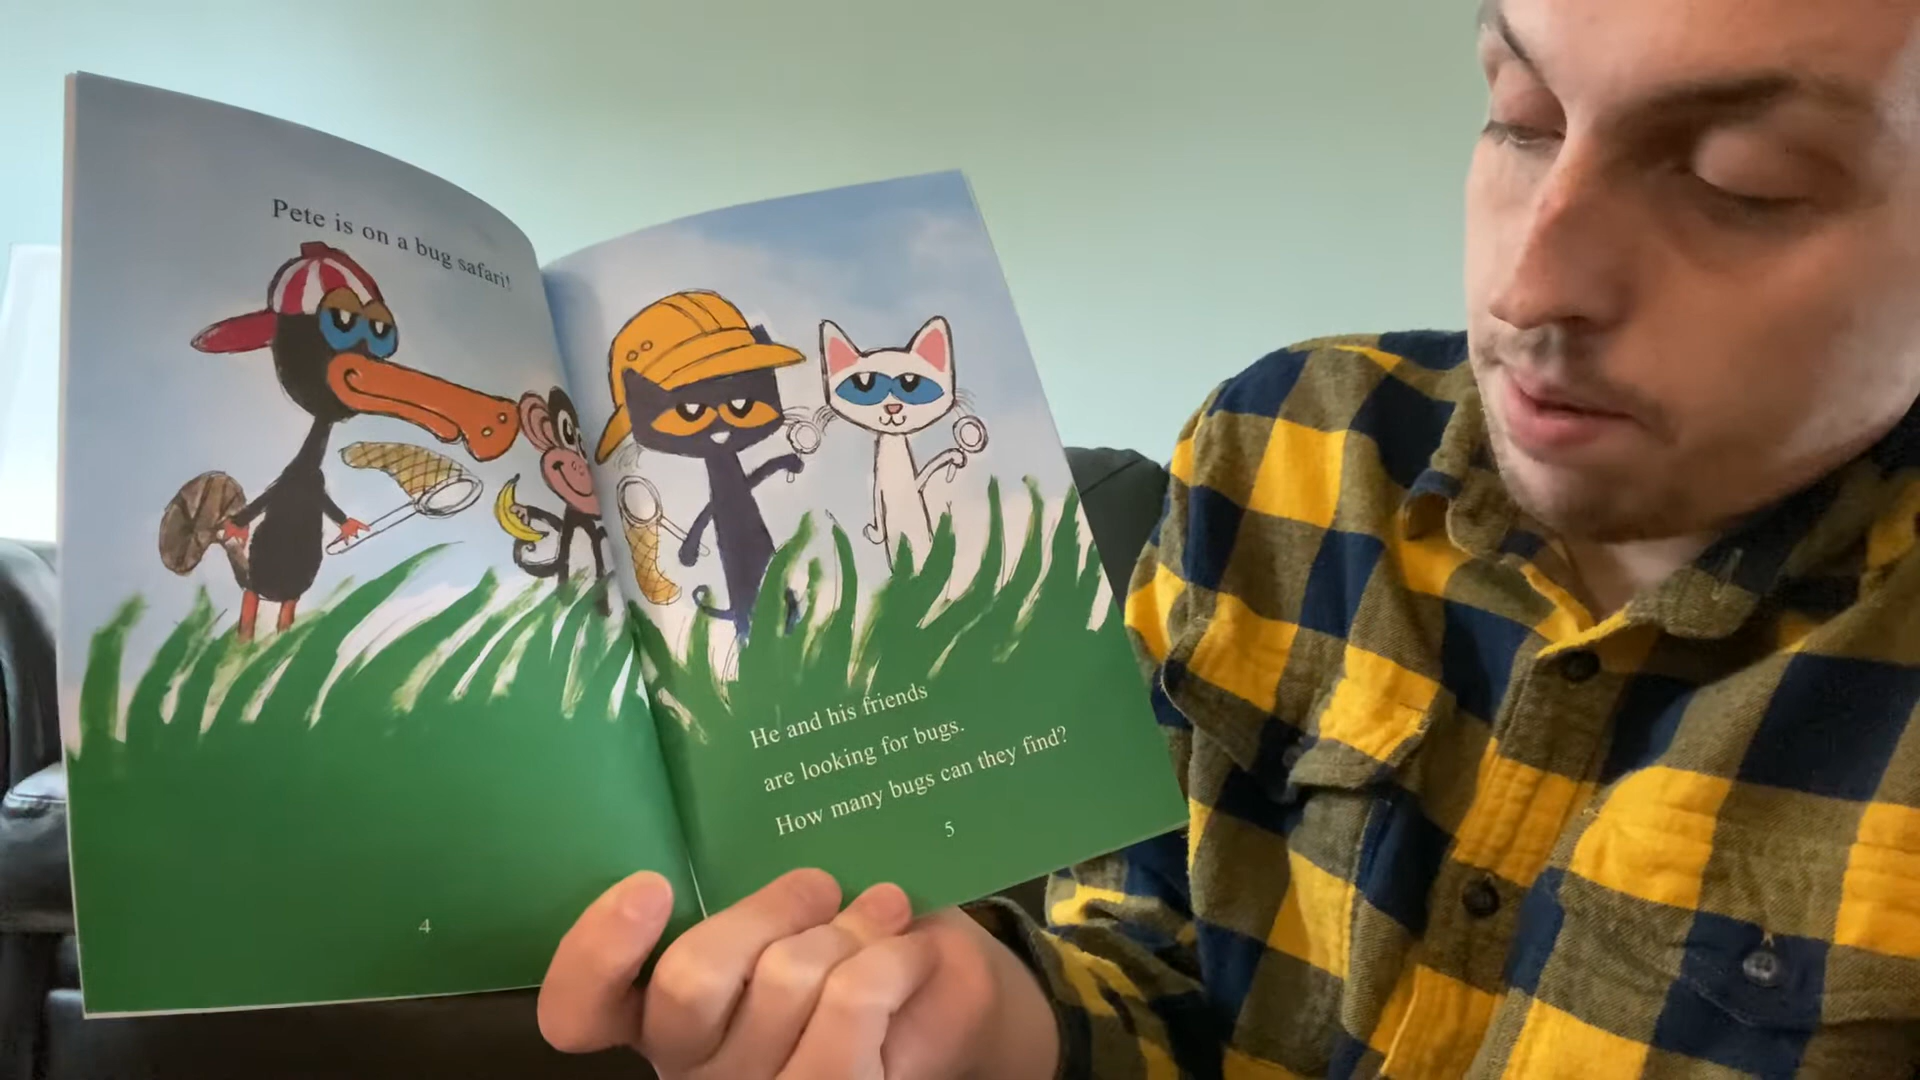 Pete is on a bug safari!
4
He and his friends
are looking for bugs.
How many bugs can they find?
5